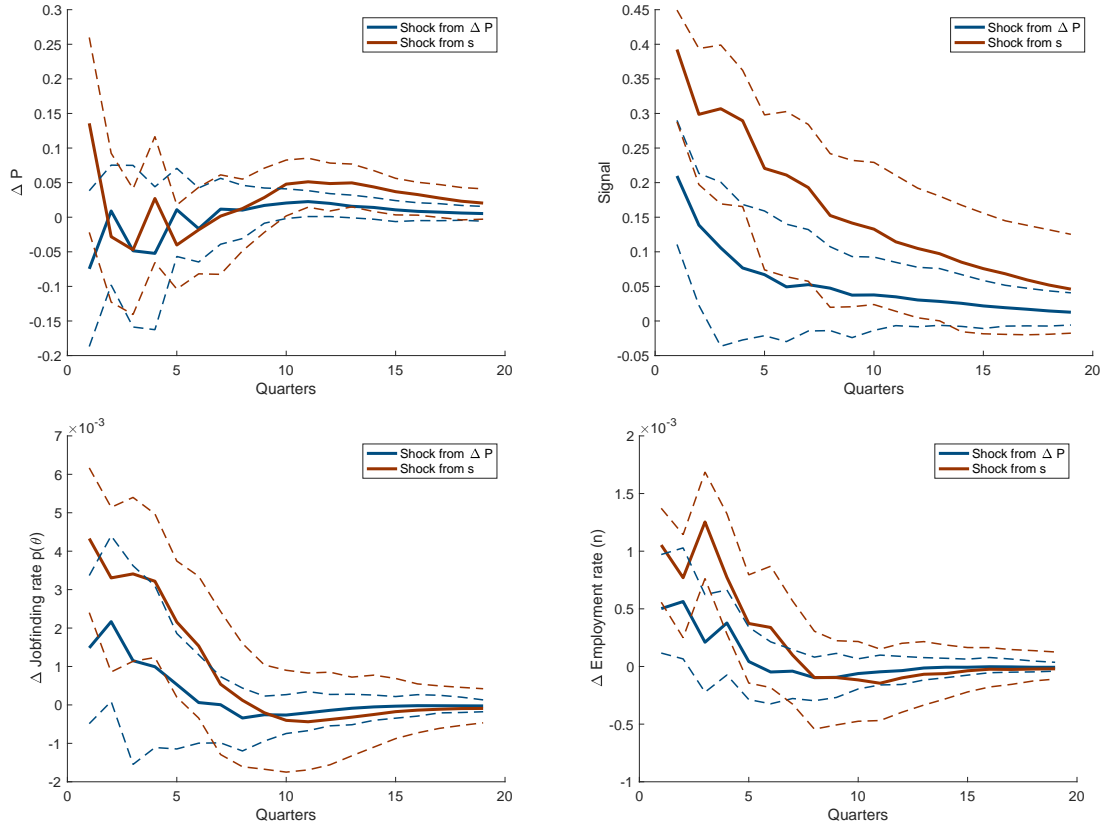 0.3
0.25
0.2
0.15
0.1
0.05
0
-0.05
-0.1
-0.15
-0.2
Δ P
0 5 10 15 20
Quarters
Shock from Δ P
Shock from s
0.45
0.4
0.35
0.3
0.25
0.2
0.15
0.1
0.05
0
-0.05
Signal
0 5 10 15 20
Quarters
Shock from Δ P
Shock from s
×10⁻³
7
6
5
4
3
2
1
0
-1
-2
Δ Jobfinding rate p(θ)
0 5 10 15 20
Quarters
Shock from Δ P
Shock from s
×10⁻³
2
1.5
1
0.5
0
-0.5
-1
Δ Employment rate (n)
0 5 10 15 20
Quarters
Shock from Δ P
Shock from s